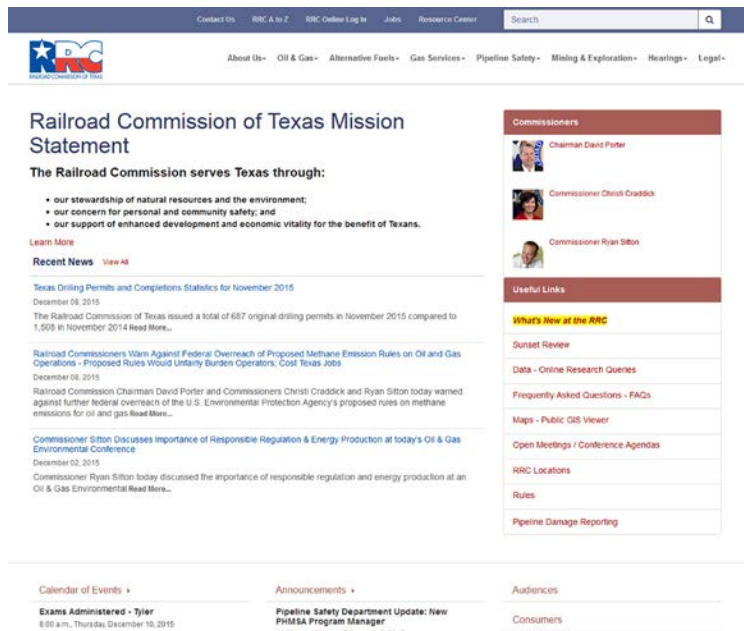 Contact Us RRC A to Z RRC Online Log In Jobs Resource Center Search
RRC
RAILROAD COMMISSION OF TEXAS
About Us Oil & Gas Alternative Fuels Gas Services Pipeline Safety Mining & Exploration Hearings Legal
Railroad Commission of Texas Mission
Statement
The Railroad Commission serves Texas through:
• our stewardship of natural resources and the environment;
• our concern for personal and community safety; and
• our support of enhanced development and economic vitality for the benefit of Texans.
Learn More
Recent News View All
Texas Drilling Permits and Completions Statistics for November 2015
December 08, 2015
The Railroad Commission of Texas issued a total of 687 original drilling permits in November 2015 compared to
1,508 in November 2014 Read More...
Railroad Commissioners Warn Against Federal Overreach of Proposed Methane Emission Rules on Oil and Gas
Operations - Proposed Rules Would Unfairly Burden Operators; Cost Texas Jobs
December 08, 2015
Railroad Commission Chairman David Porter and Commissioners Christi Craddick and Ryan Sitton today warned
against further federal overreach of the U.S. Environmental Protection Agency's proposed rules on methane
emissions for oil and gas Read More...
Commissioner Sitton Discusses Importance of Responsible Regulation & Energy Production at today's Oil & Gas
Environmental Conference
December 02, 2015
Commissioner Ryan Sitton today discussed the importance of responsible regulation and energy production at an
Oil & Gas Environmental Read More...
Commissioners
Chairman David Porter
Commissioner Christi Craddick
Commissioner Ryan Sitton
Useful Links
What's New at the RRC
Sunset Review
Data - Online Research Queries
Frequently Asked Questions - FAQs
Maps - Public GIS Viewer
Open Meetings / Conference Agendas
RRC Locations
Rules
Pipeline Damage Reporting
Calendar of Events
Exams Administered - Tyler
8:00 a.m., Thursday, December 10, 2015
Announcements
Pipeline Safety Department Update: New
PHMSA Program Manager
Audiences
Consumers